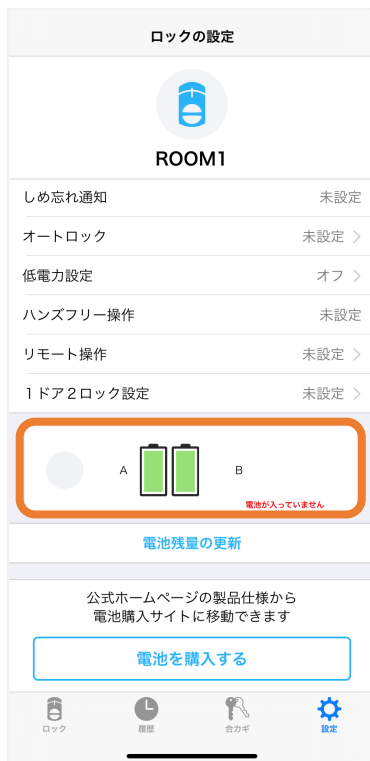 ロックの設定
ROOM1
しめ忘れ通知 未設定
オートロック 未設定
低電力設定 オフ
ハンズフリー操作 未設定
リモート操作 未設定
1ドア2ロック設定 未設定
A B
電池が入っていません
電池残量の更新
公式ホームページの製品仕様から
電池購入サイトに移動できます
電池を購入する
ロック 履歴 合カギ 設定